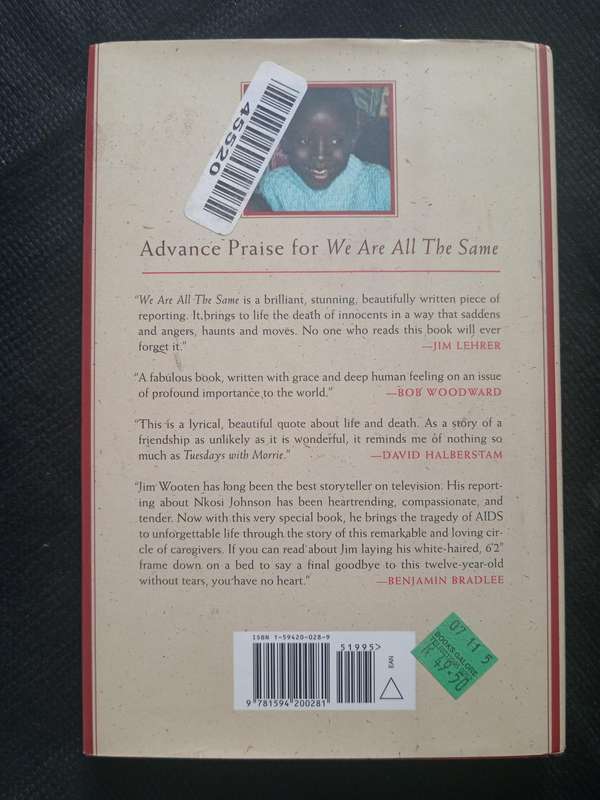 45520
Advance Praise for We Are All The Same
"We Are All The Same is a brilliant, stunning, beautifully written piece of
reporting. It brings to life the death of innocents in a way that saddens
and angers, haunts and moves. No one who reads this book will ever
forget it."
—JIM LEHRER
"A fabulous book, written with grace and deep human feeling on an issue
of profound importance to the world."
—BOB WOODWARD
"This is a lyrical, beautiful quote about life and death. As a story of a
friendship as unlikely as it is wonderful, it reminds me of nothing so
much as Tuesdays with Morrie."
—DAVID HALBERSTAM
"Jim Wooten has long been the best storyteller on television. His report-
ing about Nkosi Johnson has been heartrending, compassionate, and
tender. Now with this very special book, he brings the tragedy of AIDS
to unforgettable life through the story of this remarkable and loving cir-
cle of caregivers. If you can read about Jim laying his white-haired, 6'2"
frame down on a bed to say a final goodbye to this twelve-year-old
without tears, you have no heart."
—BENJAMIN BRADLEE
ISBN 1-59420-028-9
51995>
EAN
9 781594 200281
07 11 5
BOOKS GALORE
R 49.50